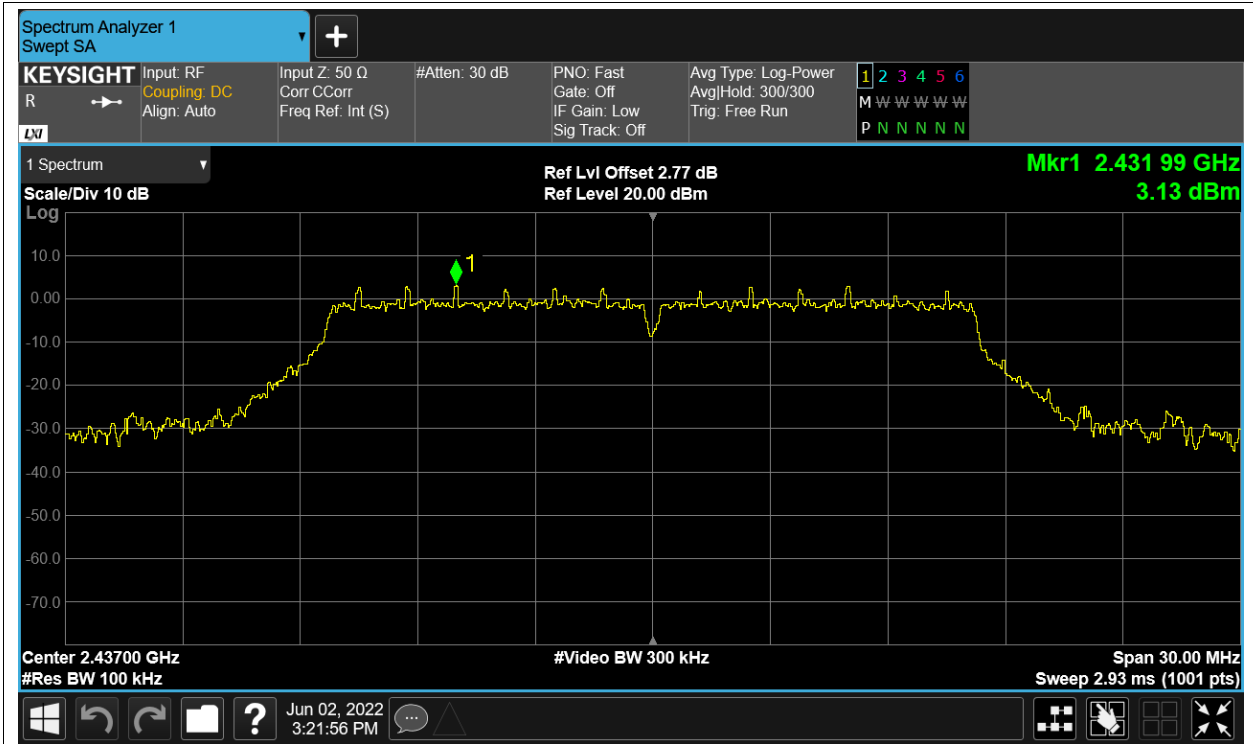 Spectrum Analyzer 1
Swept SA
KEYSIGHT
R
LXI
Input: RF
Coupling: DC
Align: Auto
Input Z: 50 Ω
Corr CCorr
Freq Ref: Int (S)
#Atten: 30 dB
PNO: Fast
Gate: Off
IF Gain: Low
Sig Track: Off
Avg Type: Log-Power
Avg|Hold: 300/300
Trig: Free Run
1 2 3 4 5 6
M W W W W W
P N N N N N
1 Spectrum
Scale/Div 10 dB
Log
Ref Lvl Offset 2.77 dB
Ref Level 20.00 dBm
Mkr1 2.431 99 GHz
3.13 dBm
1
10.0
0.00
-10.0
-20.0
-30.0
-40.0
-50.0
-60.0
-70.0
Center 2.43700 GHz
#Res BW 100 kHz
#Video BW 300 kHz
Span 30.00 MHz
Sweep 2.93 ms (1001 pts)
?
Jun 02, 2022
3:21:56 PM